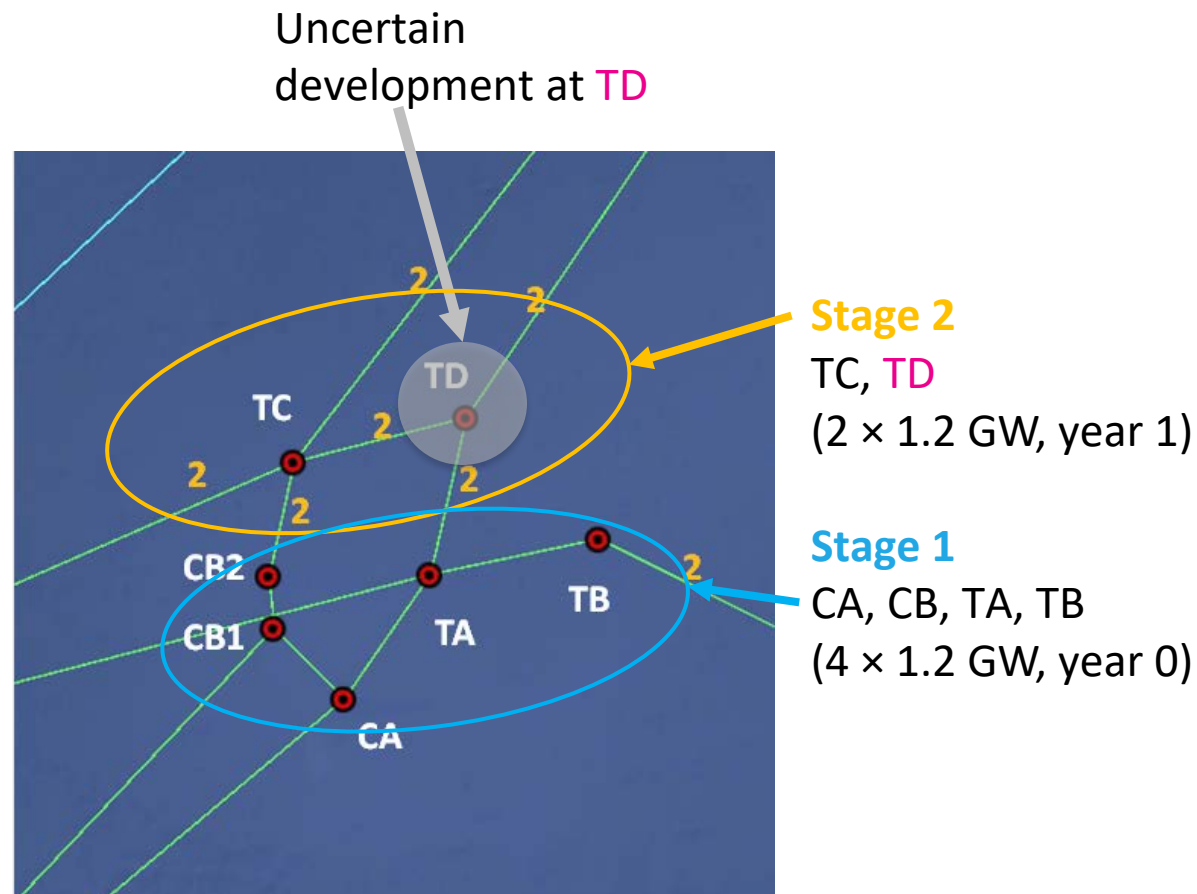 Uncertain
development at TD
2
2
TD
TC
2
2
2
2
CB2
2
TB
CB1
TA
CA
Stage 2
TC, TD
(2 × 1.2 GW, year 1)
Stage 1
CA, CB, TA, TB
(4 × 1.2 GW, year 0)